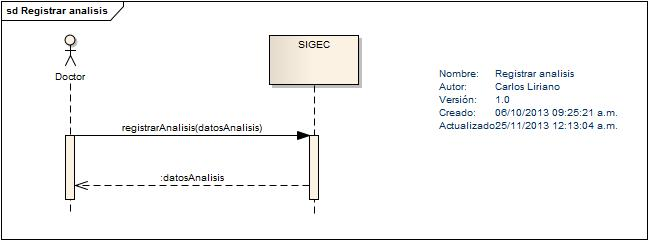 sd Registrar analisis
SIGEC
Doctor
registrarAnalisis(datosAnalisis)
:datosAnalisis
Nombre: Registrar analisis
Autor: Carlos Liriano
Versión: 1.0
Creado: 06/10/2013 09:25:21 a.m.
Actualizado25/11/2013 12:13:04 a.m.